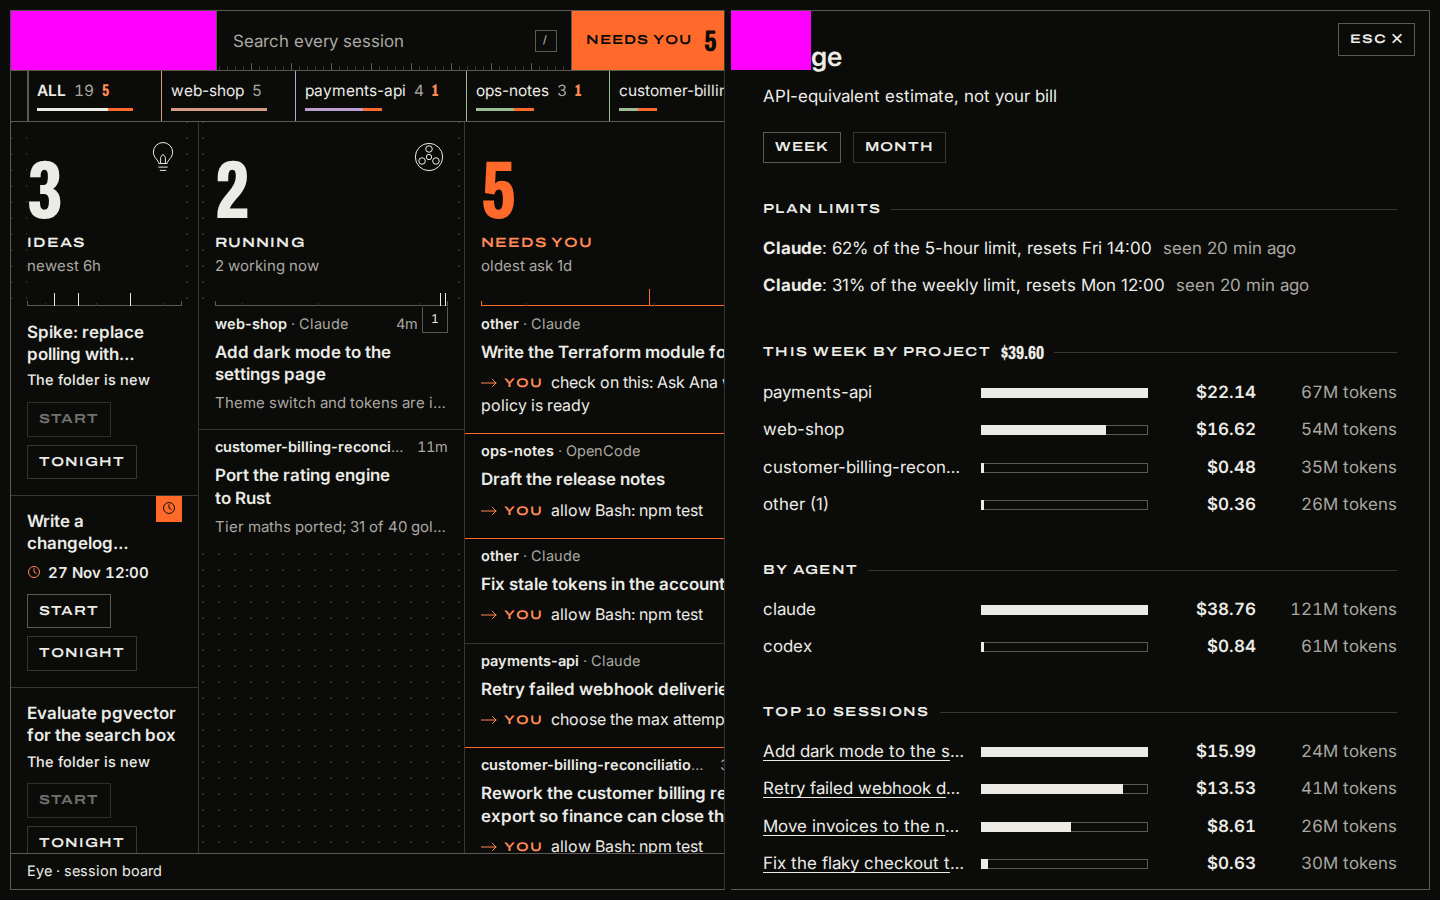 Search every session
/
NEEDS YOU 5
ALL 19 5
web-shop 5
payments-api 4 1
ops-notes 3 1
customer-billin
3
IDEAS
newest 6h
Spike: replace
polling with...
The folder is new
START
TONIGHT
Write a
changelog...
27 Nov 12:00
START
TONIGHT
Evaluate pgvector
for the search box
The folder is new
START
TONIGHT
2
RUNNING
2 working now
web-shop · Claude 4m 1
Add dark mode to the
settings page
Theme switch and tokens are i...
customer-billing-reconci... 11m
Port the rating engine
to Rust
Tier maths ported; 31 of 40 gol...
5
NEEDS YOU
oldest ask 1d
other · Claude
Write the Terraform module fo
→ YOU check on this: Ask Ana
policy is ready
ops-notes · OpenCode
Draft the release notes
→ YOU allow Bash: npm test
other · Claude
Fix stale tokens in the account
→ YOU allow Bash: npm test
payments-api · Claude
Retry failed webhook deliverie
→ YOU choose the max attemp
customer-billing-reconciliatio...
Rework the customer billing re
export so finance can close th
→ YOU allow Bash: npm test
Eye · session board
ge
ESC ✕
API-equivalent estimate, not your bill
WEEK
MONTH
PLAN LIMITS
Claude: 62% of the 5-hour limit, resets Fri 14:00 seen 20 min ago
Claude: 31% of the weekly limit, resets Mon 12:00 seen 20 min ago
THIS WEEK BY PROJECT $39.60
payments-api $22.14 67M tokens
web-shop $16.62 54M tokens
customer-billing-recon... $0.48 35M tokens
other (1) $0.36 26M tokens
BY AGENT
claude $38.76 121M tokens
codex $0.84 61M tokens
TOP 10 SESSIONS
Add dark mode to the s... $15.99 24M tokens
Retry failed webhook d... $13.53 41M tokens
Move invoices to the n... $8.61 26M tokens
Fix the flaky checkout t... $0.63 30M tokens